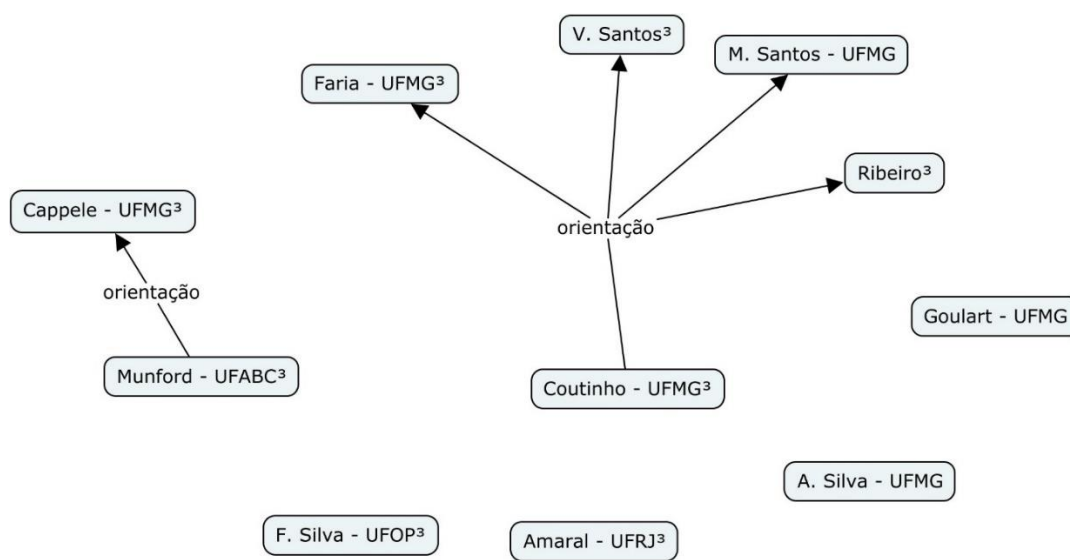 V. Santos³
M. Santos - UFMG
Faria - UFMG³
Ribeiro³
Cappele - UFMG³
orientação
orientação
Goulart - UFMG
Munford - UFABC³
Coutinho - UFMG³
A. Silva - UFMG
F. Silva - UFOP³
Amaral - UFRJ³